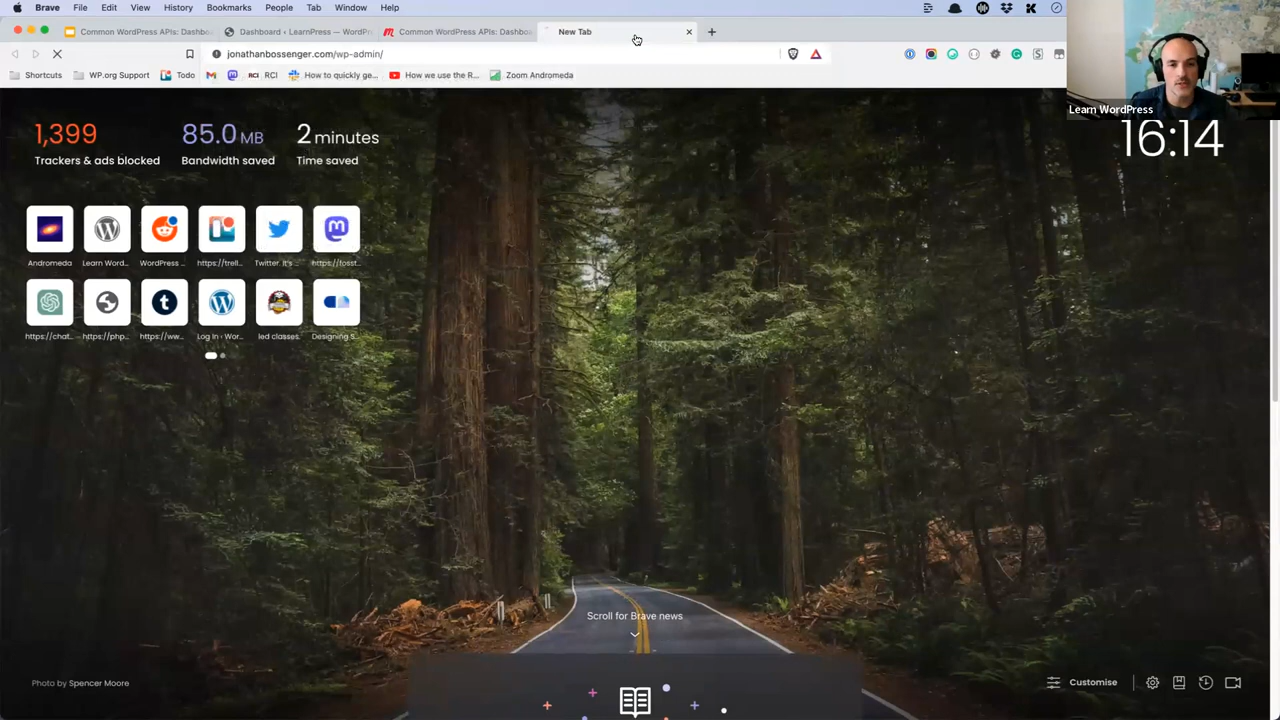 Brave File Edit View History Bookmarks People Tab Window Help
Common WordPress APIs: Dashbo
Dashboard ‹ LearnPress — WordPr
Common WordPress APIs: Dashbo
New Tab
jonathanbossenger.com/wp-admin/
Shortcuts WP.org Support Todo RCI RCI How to quickly ge... How we use the R... Zoom Andromeda
Learn WordPress
1,399 85.0 MB 2 minutes
Trackers & ads blocked Bandwidth saved Time saved
16:14
Andromeda Learn Word... WordPress ... https://trell... Twitter. It's ... https://fosst...
https://chat... https://php... https://ww... Log In ‹ Wor... led classes. Designing S...
Scroll for Brave news
Photo by Spencer Moore
Customise